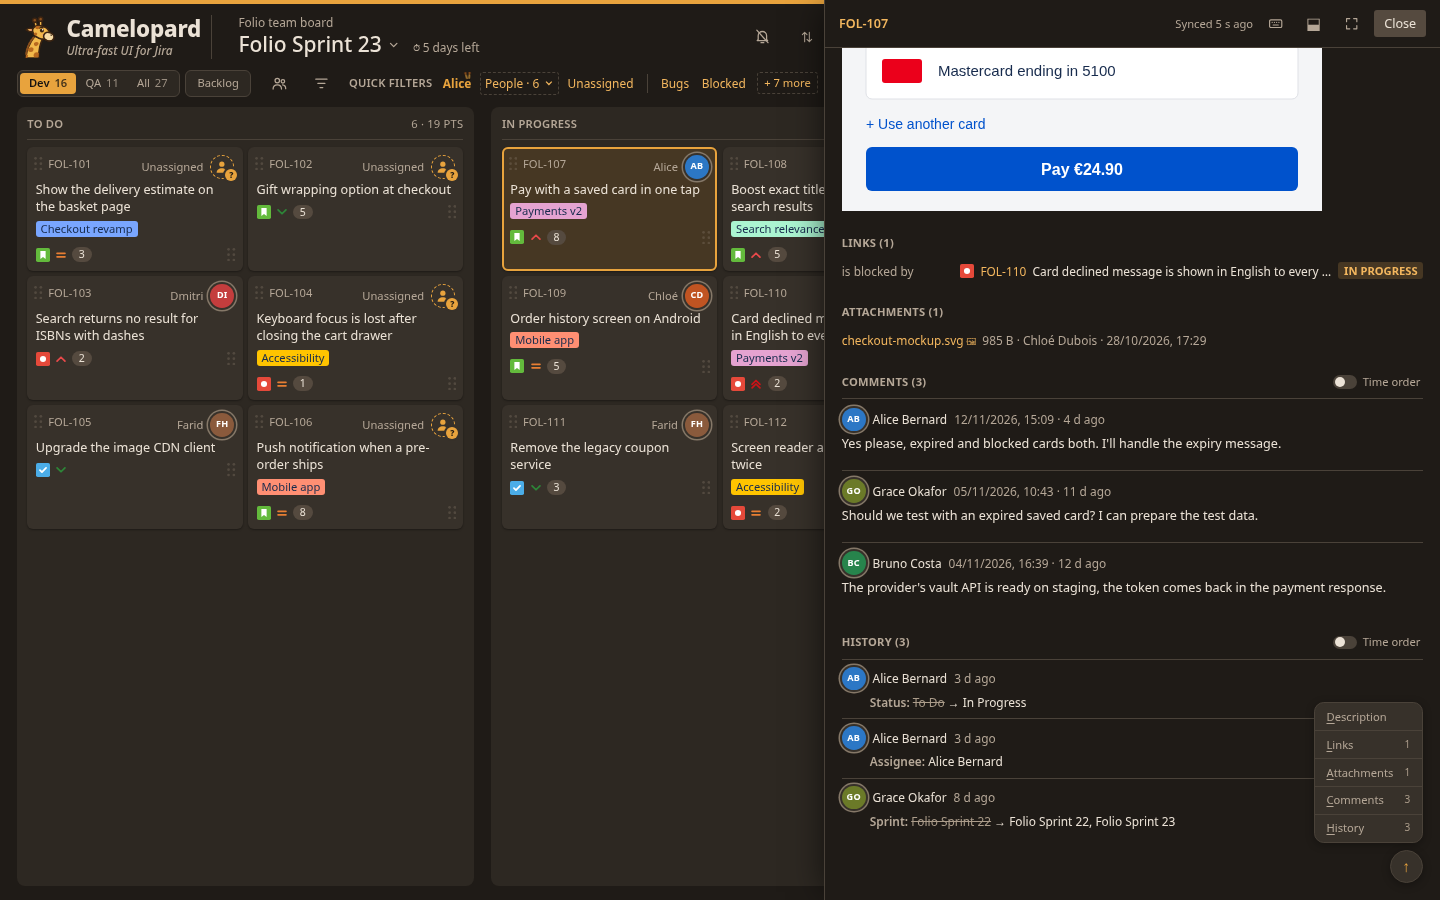 Camelopard
Ultra-fast UI for Jira
Folio team board
Folio Sprint 23
5 days left
Dev 16
QA 11
All 27
Backlog
QUICK FILTERS
Alice
People · 6
Unassigned
Bugs
Blocked
+ 7 more
TO DO
6 · 19 PTS
FOL-101
Unassigned
?
Show the delivery estimate on
the basket page
Checkout revamp
3
FOL-102
Unassigned
?
Gift wrapping option at checkout
5
FOL-103
Dmitri
DI
Search returns no result for
ISBNs with dashes
2
FOL-104
Unassigned
?
Keyboard focus is lost after
closing the cart drawer
Accessibility
1
FOL-105
Farid
FH
Upgrade the image CDN client
FOL-106
Unassigned
?
Push notification when a pre-
order ships
Mobile app
8
IN PROGRESS
FOL-107
Alice
AB
Pay with a saved card in one tap
Payments v2
8
FOL-108
Boost exact title
search results
Search relevance
5
FOL-109
Chloé
CD
Order history screen on Android
Mobile app
5
FOL-110
Card declined m
in English to eve
Payments v2
2
FOL-111
Farid
FH
Remove the legacy coupon
service
3
FOL-112
Screen reader a
twice
Accessibility
2
FOL-107
Synced 5 s ago
Close
Mastercard ending in 5100
+ Use another card
Pay €24.90
LINKS (1)
is blocked by
FOL-110 Card declined message is shown in English to every ...
IN PROGRESS
ATTACHMENTS (1)
checkout-mockup.svg 985 B · Chloé Dubois · 28/10/2026, 17:29
COMMENTS (3)
Time order
AB Alice Bernard 12/11/2026, 15:09 · 4 d ago
Yes please, expired and blocked cards both. I'll handle the expiry message.
GO Grace Okafor 05/11/2026, 10:43 · 11 d ago
Should we test with an expired saved card? I can prepare the test data.
BC Bruno Costa 04/11/2026, 16:39 · 12 d ago
The provider's vault API is ready on staging, the token comes back in the payment response.
HISTORY (3)
Time order
AB Alice Bernard 3 d ago
Status: To Do → In Progress
AB Alice Bernard 3 d ago
Assignee: Alice Bernard
GO Grace Okafor 8 d ago
Sprint: Folio Sprint 22 → Folio Sprint 22, Folio Sprint 23
Description
Links 1
Attachments 1
Comments 3
History 3
↑